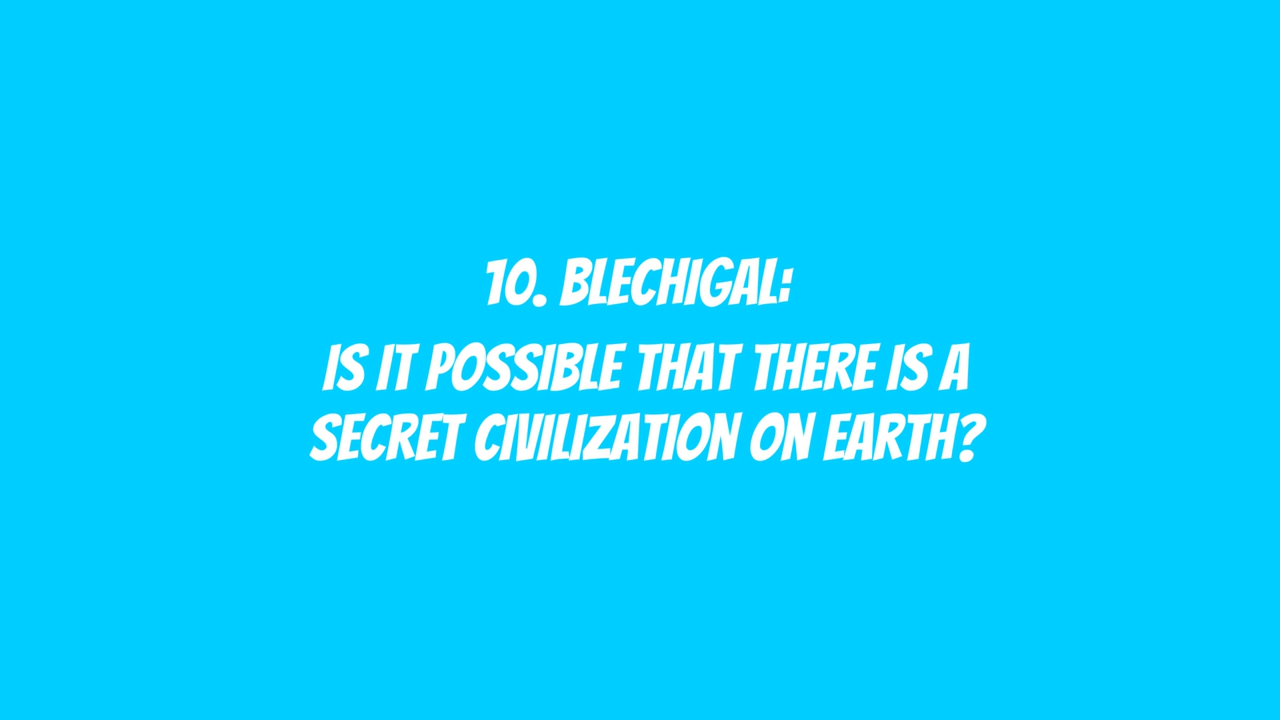 10. BLECHIGAL:
IS IT POSSIBLE THAT THERE IS A
SECRET CIVILIZATION ON EARTH?